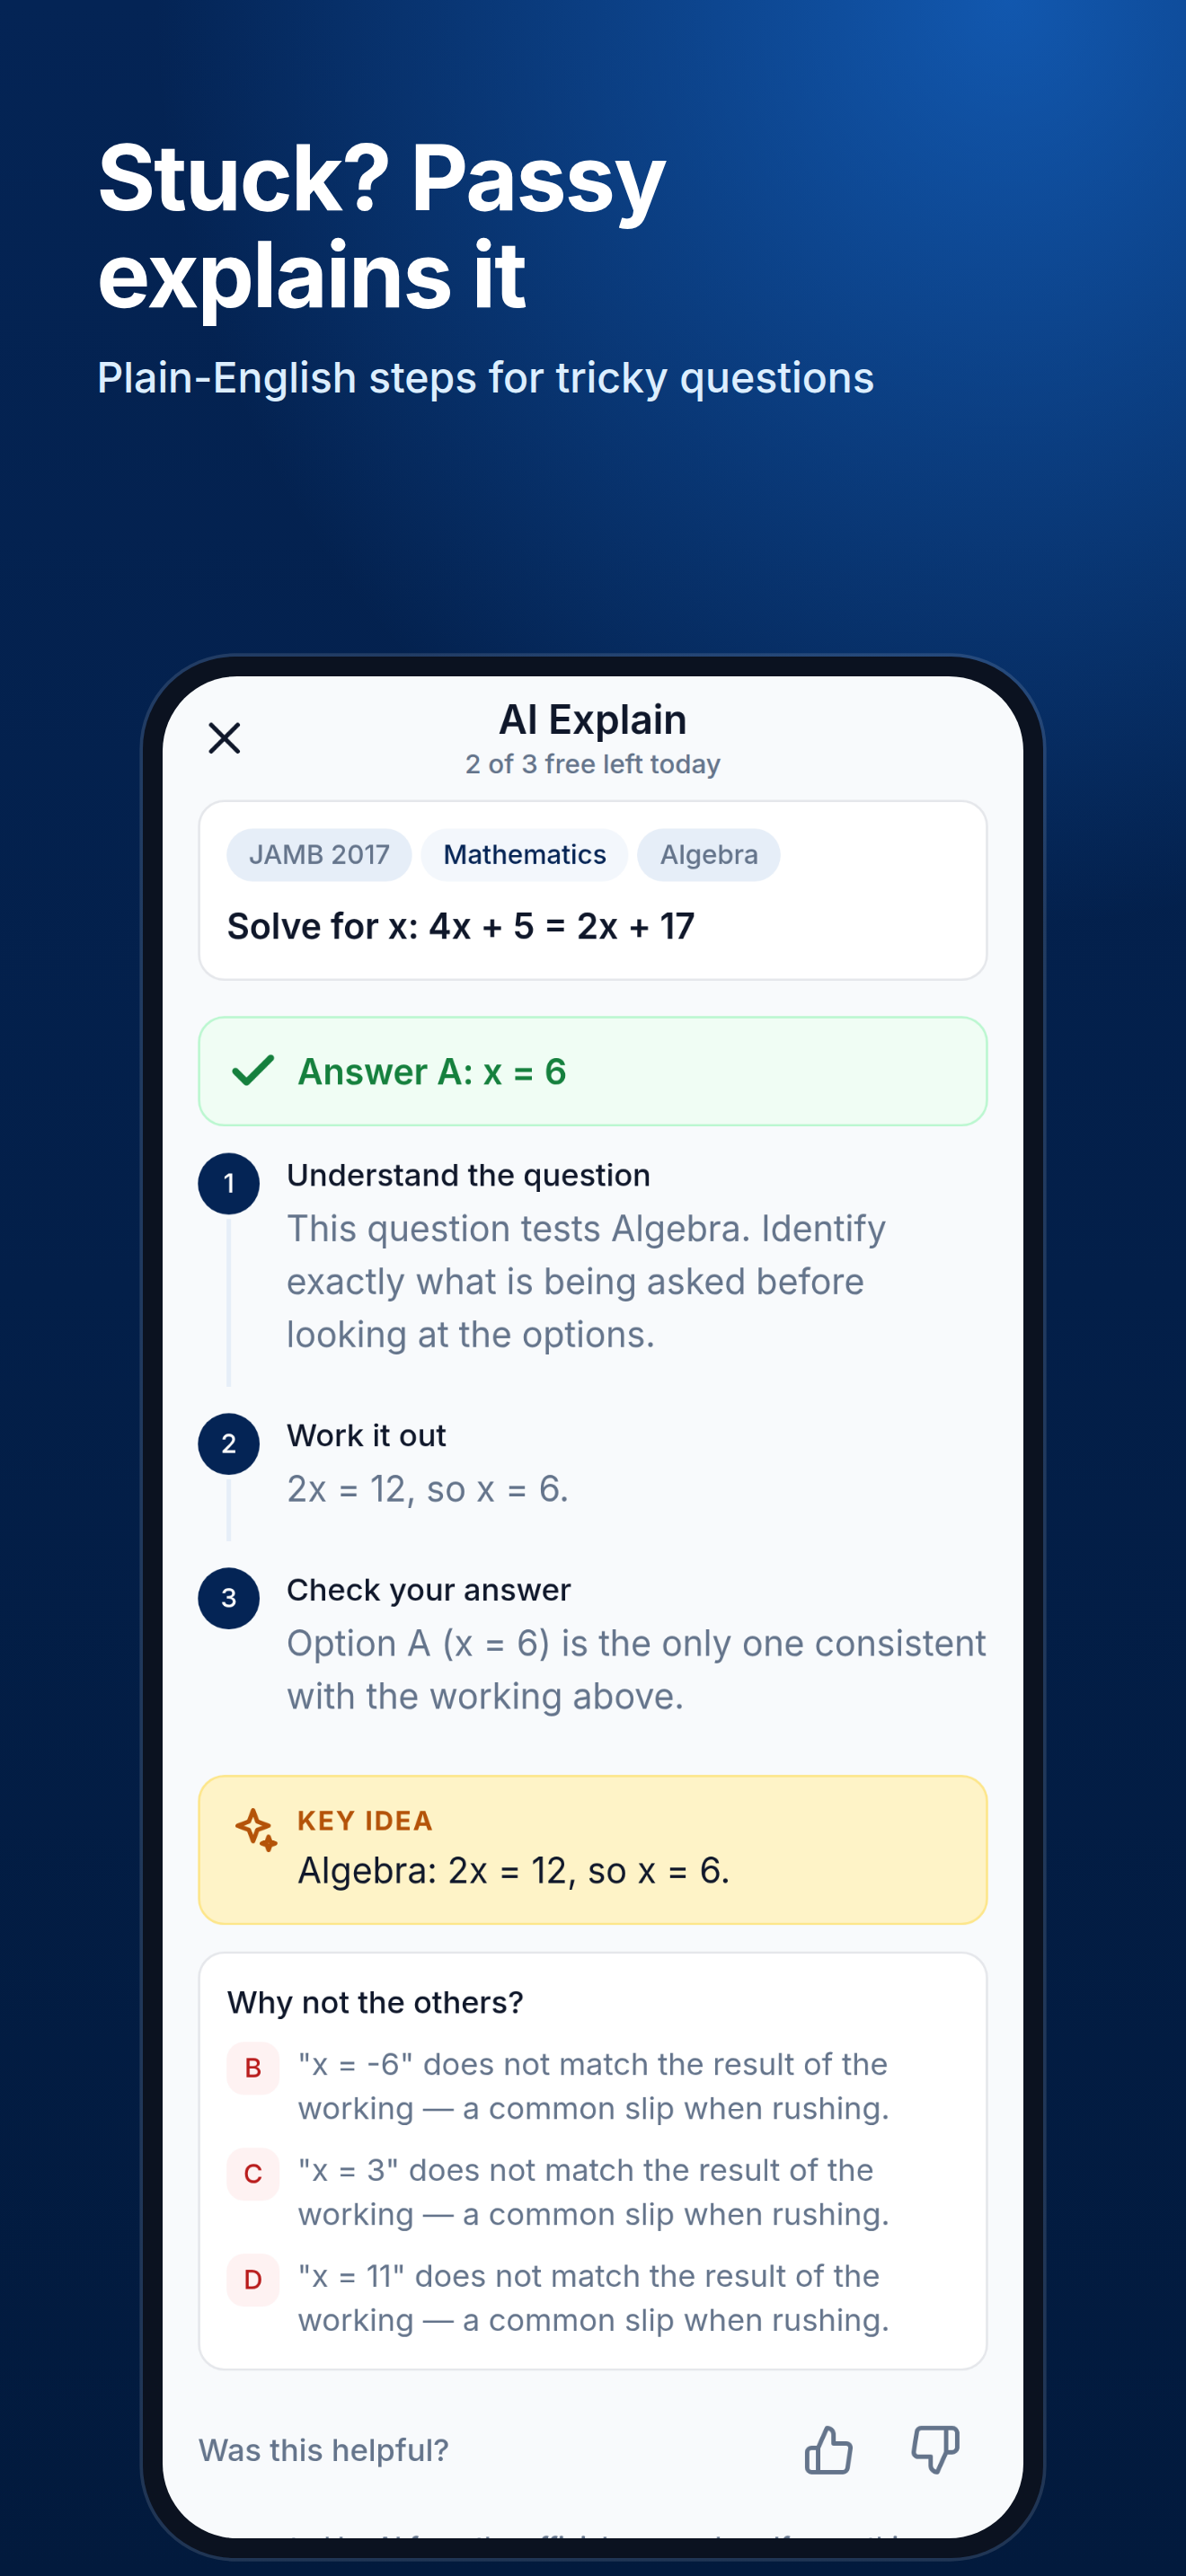 Stuck? Passy
explains it
Plain-English steps for tricky questions
AI Explain
2 of 3 free left today
JAMB 2017 Mathematics Algebra
Solve for x: 4x + 5 = 2x + 17
Answer A: x = 6
1 Understand the question
This question tests Algebra. Identify
exactly what is being asked before
looking at the options.
2 Work it out
2x = 12, so x = 6.
3 Check your answer
Option A (x = 6) is the only one consistent
with the working above.
KEY IDEA
Algebra: 2x = 12, so x = 6.
Why not the others?
B "x = -6" does not match the result of the
working — a common slip when rushing.
C "x = 3" does not match the result of the
working — a common slip when rushing.
D "x = 11" does not match the result of the
working — a common slip when rushing.
Was this helpful?